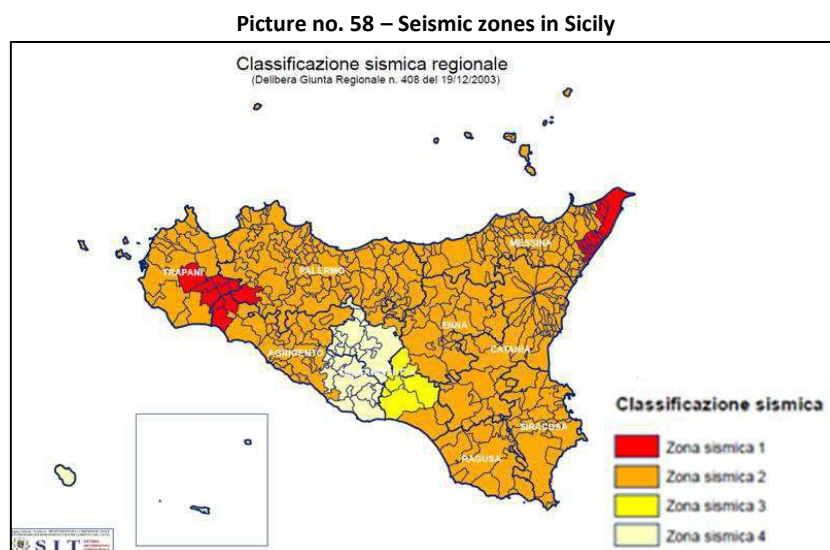 Picture no. 58 – Seismic zones in Sicily
Classificazione sismica regionale
(Delibera Giunta Regionale n. 408 del 19/12/2003)
MESSINA
TRAPANI
PALERMO
ENNA
CATANIA
AGRIGENTO
SIRACUSA
RAGUSA
Classificazione sismica
Zona sismica 1
Zona sismica 2
Zona sismica 3
Zona sismica 4
S I T